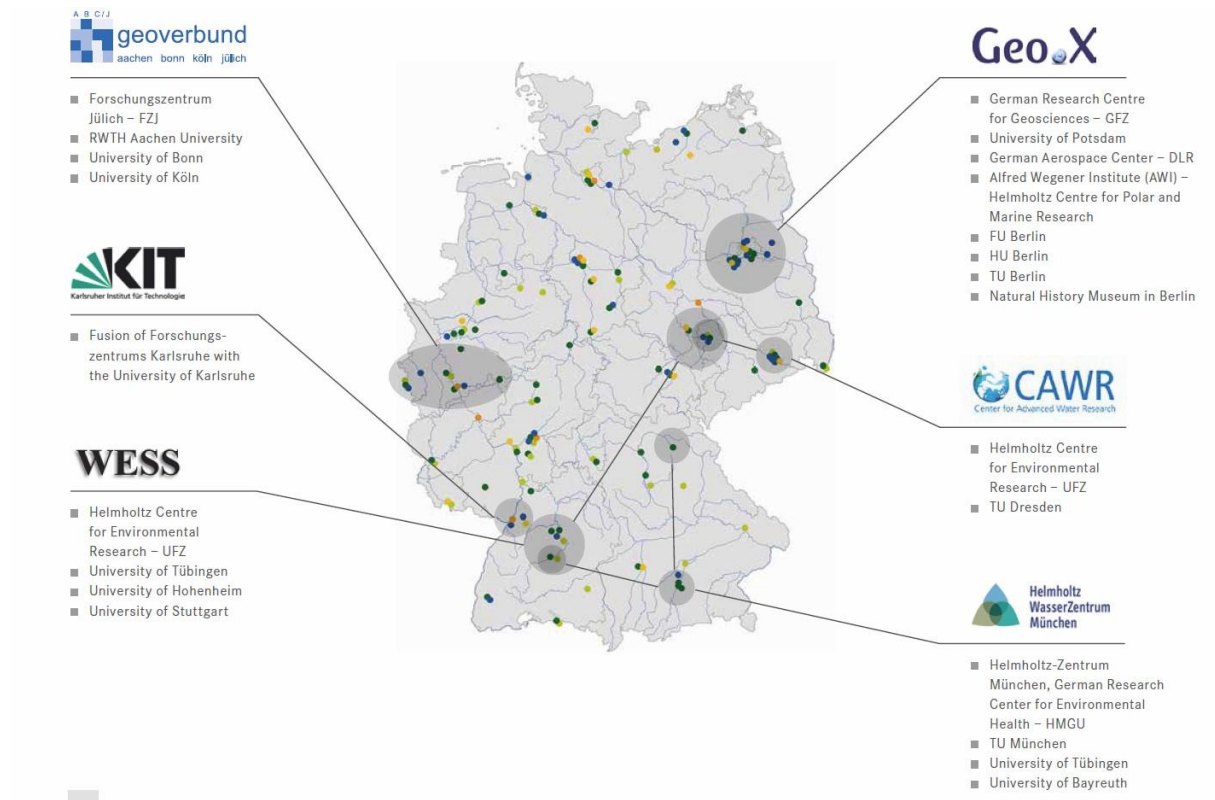 A B C/J
geoverbund
aachen bonn köln jülich
Forschungszentrum
Jülich – FZJ
RWTH Aachen University
University of Bonn
University of Köln
KIT
Karlsruher Institut für Technologie
Fusion of Forschungs-
zentrums Karlsruhe with
the University of Karlsruhe
WESS
Helmholtz Centre
for Environmental
Research – UFZ
University of Tübingen
University of Hohenheim
University of Stuttgart
Geo.X
German Research Centre
for Geosciences – GFZ
University of Potsdam
German Aerospace Center – DLR
Alfred Wegener Institute (AWI) –
Helmholtz Centre for Polar and
Marine Research
FU Berlin
HU Berlin
TU Berlin
Natural History Museum in Berlin
CAWR
Center for Advanced Water Research
Helmholtz Centre
for Environmental
Research – UFZ
TU Dresden
Helmholtz
WasserZentrum
München
Helmholtz-Zentrum
München, German Research
Center for Environmental
Health – HMGU
TU München
University of Tübingen
University of Bayreuth